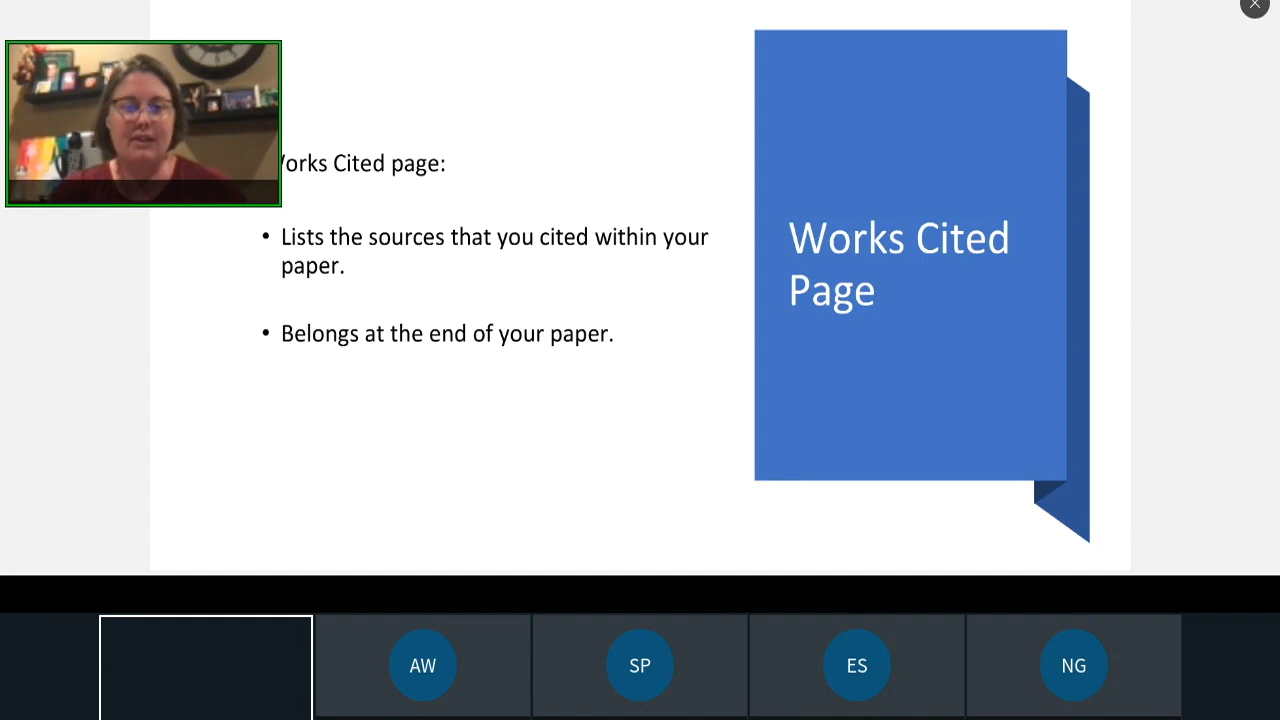 orks Cited page:
• Lists the sources that you cited within your
paper.
• Belongs at the end of your paper.
Works Cited
Page
AW
SP
ES
NG